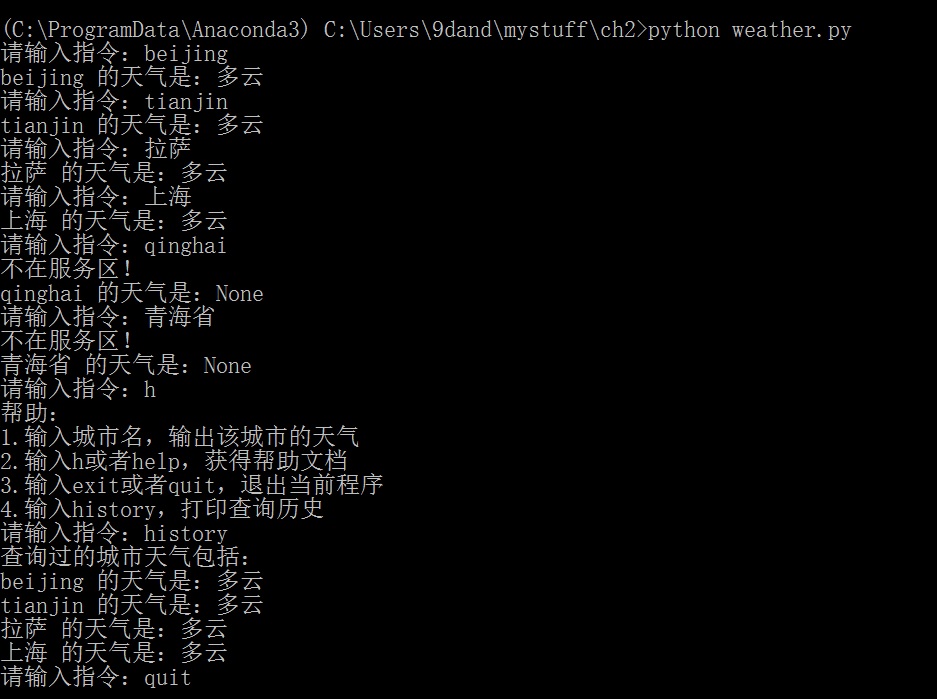 (C:\ProgramData\Anaconda3) C:\Users\9dand\mystuff\ch2>python weather.py
请输入指令：beijing
beijing 的天气是：多云
请输入指令：tianjin
tianjin 的天气是：多云
请输入指令：拉萨
拉萨 的天气是：多云
请输入指令：上海
上海 的天气是：多云
请输入指令：qinghai
不在服务区！
qinghai 的天气是：None
请输入指令：青海省
不在服务区！
青海省 的天气是：None
请输入指令：h
帮助：
1.输入城市名，输出该城市的天气
2.输入h或者help，获得帮助文档
3.输入exit或者quit，退出当前程序
4.输入history，打印查询历史
请输入指令：history
查询过的城市天气包括：
beijing 的天气是：多云
tianjin 的天气是：多云
拉萨 的天气是：多云
上海 的天气是：多云
请输入指令：quit